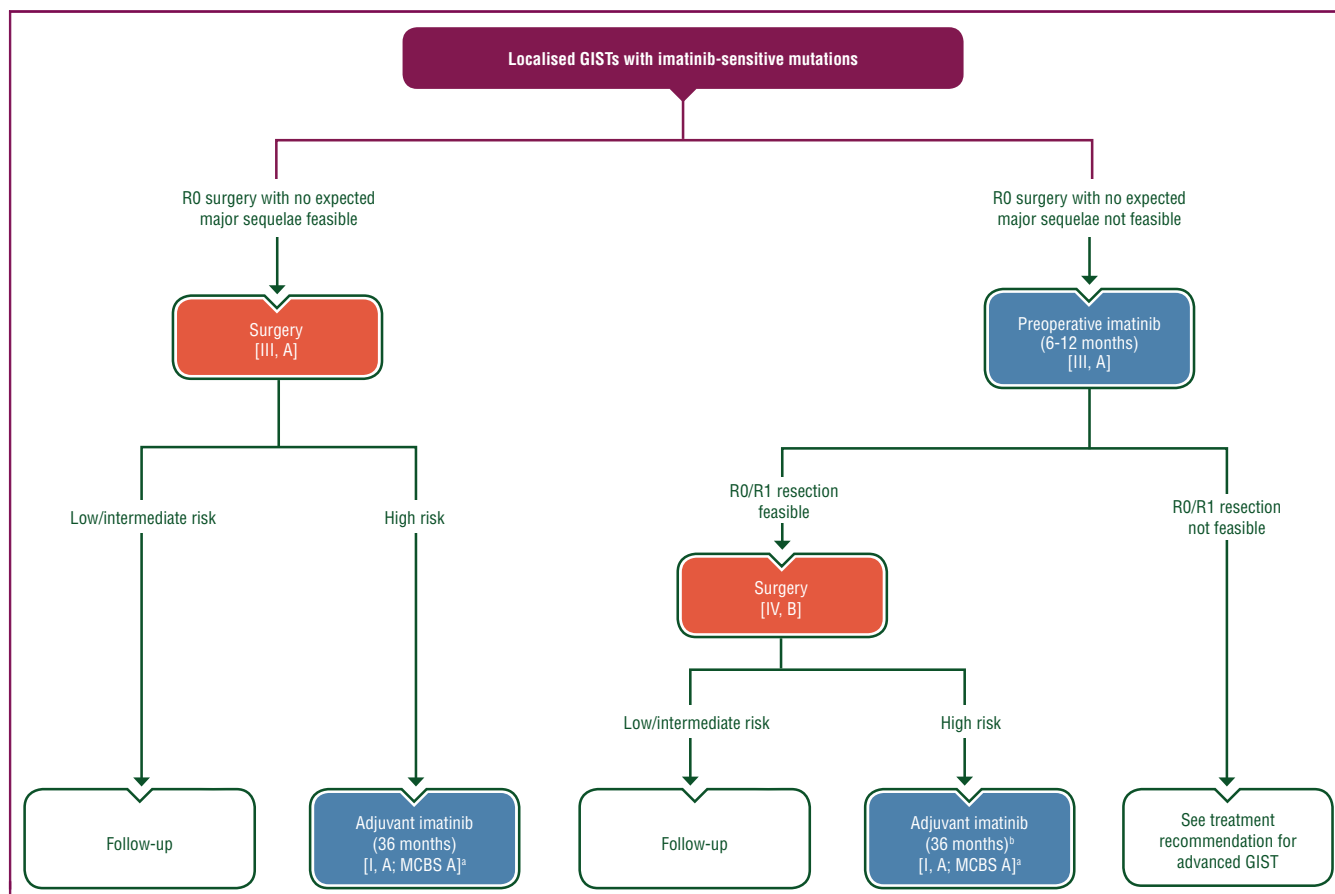 Localised GISTs with imatinib-sensitive mutations
R0 surgery with no expected
major sequelae feasible
R0 surgery with no expected
major sequelae not feasible
Surgery
[III, A]
Preoperative imatinib
(6-12 months)
[III, A]
Low/intermediate risk
High risk
R0/R1 resection
feasible
R0/R1 resection
not feasible
Surgery
[IV, B]
Low/intermediate risk
High risk
Follow-up
Adjuvant imatinib
(36 months)
[I, A; MCBS A]ᵃ
Follow-up
Adjuvant imatinib
(36 months)ᵇ
[I, A; MCBS A]ᵃ
See treatment
recommendation for
advanced GIST